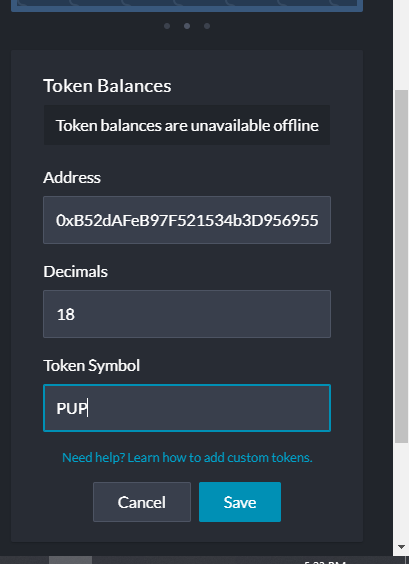 Token Balances
Token balances are unavailable offline
Address
0xB52dAFeB97F521534b3D956955
Decimals
18
Token Symbol
PUP
Need help? Learn how to add custom tokens.
Cancel
Save